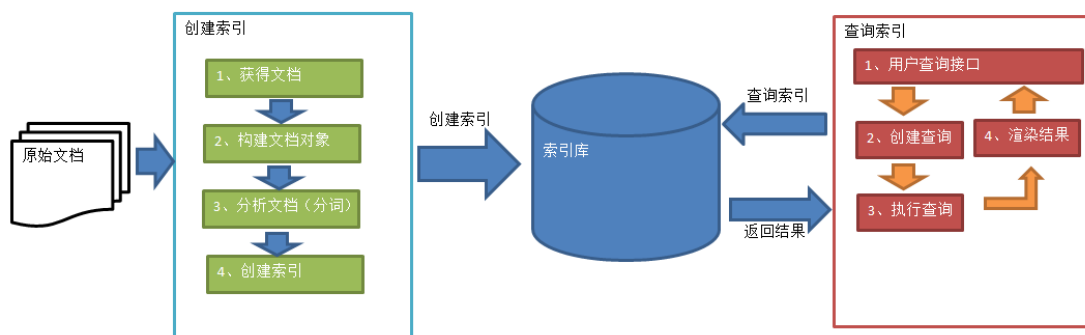 原始文档
创建索引
1、获得文档
2、构建文档对象
3、分析文档（分词）
4、创建索引
创建索引
索引库
查询索引
返回结果
查询索引
1、用户查询接口
2、创建查询
4、渲染结果
3、执行查询